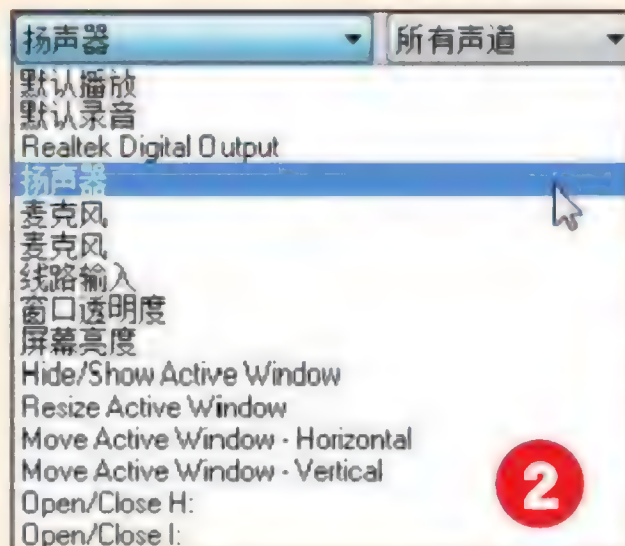 扬声器 所有声道
默认播放
默认录音
Realtek Digital Output
扬声器
麦克风
麦克风
线路输入
窗口透明度
屏幕亮度
Hide/Show Active Window
Resize Active Window
Move Active Window - Horizontal
Move Active Window - Vertical
Open/Close H:
Open/Close I:
2